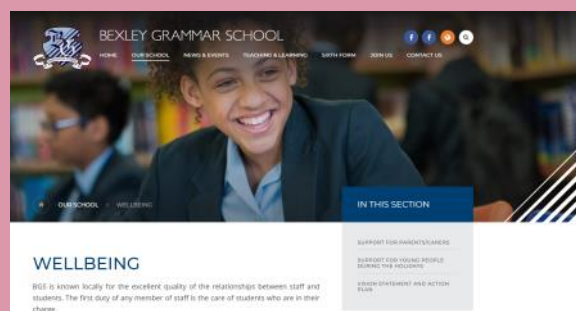 BEXLEY GRAMMAR SCHOOL
HOME OUR SCHOOL NEWS & EVENTS TEACHING & LEARNING SIXTH FORM JOIN US CONTACT US
OUR SCHOOL > WELLBEING
IN THIS SECTION
SUPPORT FOR PARENTS/CARERS
SUPPORT FOR YOUNG PEOPLE
DURING THE HOLIDAYS
VISION STATEMENT AND ACTION
PLAN
WELLBEING
BGS is known locally for the excellent quality of the relationships between staff and
students. The first duty of any member of staff is the care of students who are in their
charge.